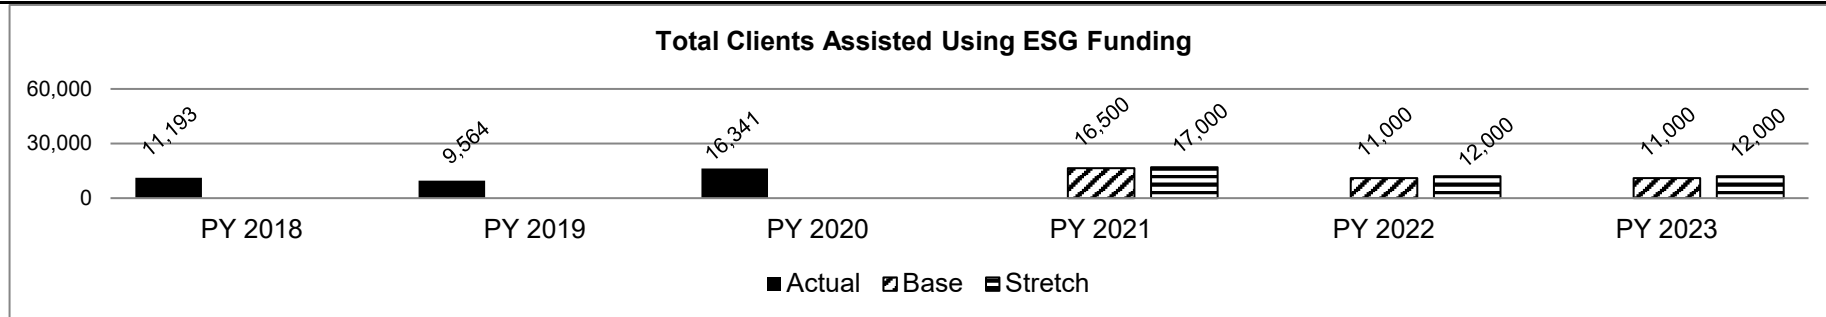 Total Clients Assisted Using ESG Funding
60,000
30,000
0
11,193
9,564
16,341
16,500
17,000
11,000
12,000
11,000
12,000
PY 2018
PY 2019
PY 2020
PY 2021
PY 2022
PY 2023
Actual
Base
Stretch